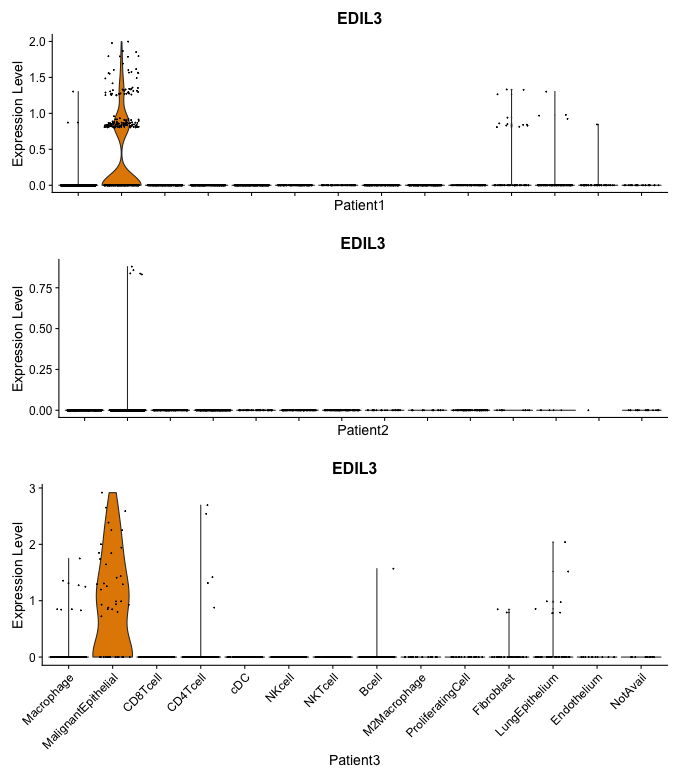 EDIL3
Expression Level
2.0
1.5
1.0
0.5
0.0
Patient1
EDIL3
Expression Level
0.75
0.50
0.25
0.00
Patient2
EDIL3
Expression Level
3
2
1
0
Macrophage
MalignantEpithelial
CD8Tcell
CD4Tcell
cDC
NKcell
NKTcell
Bcell
M2Macrophage
ProliferatingCell
Fibroblast
LungEpithelium
Endothelium
NotAvail
Patient3